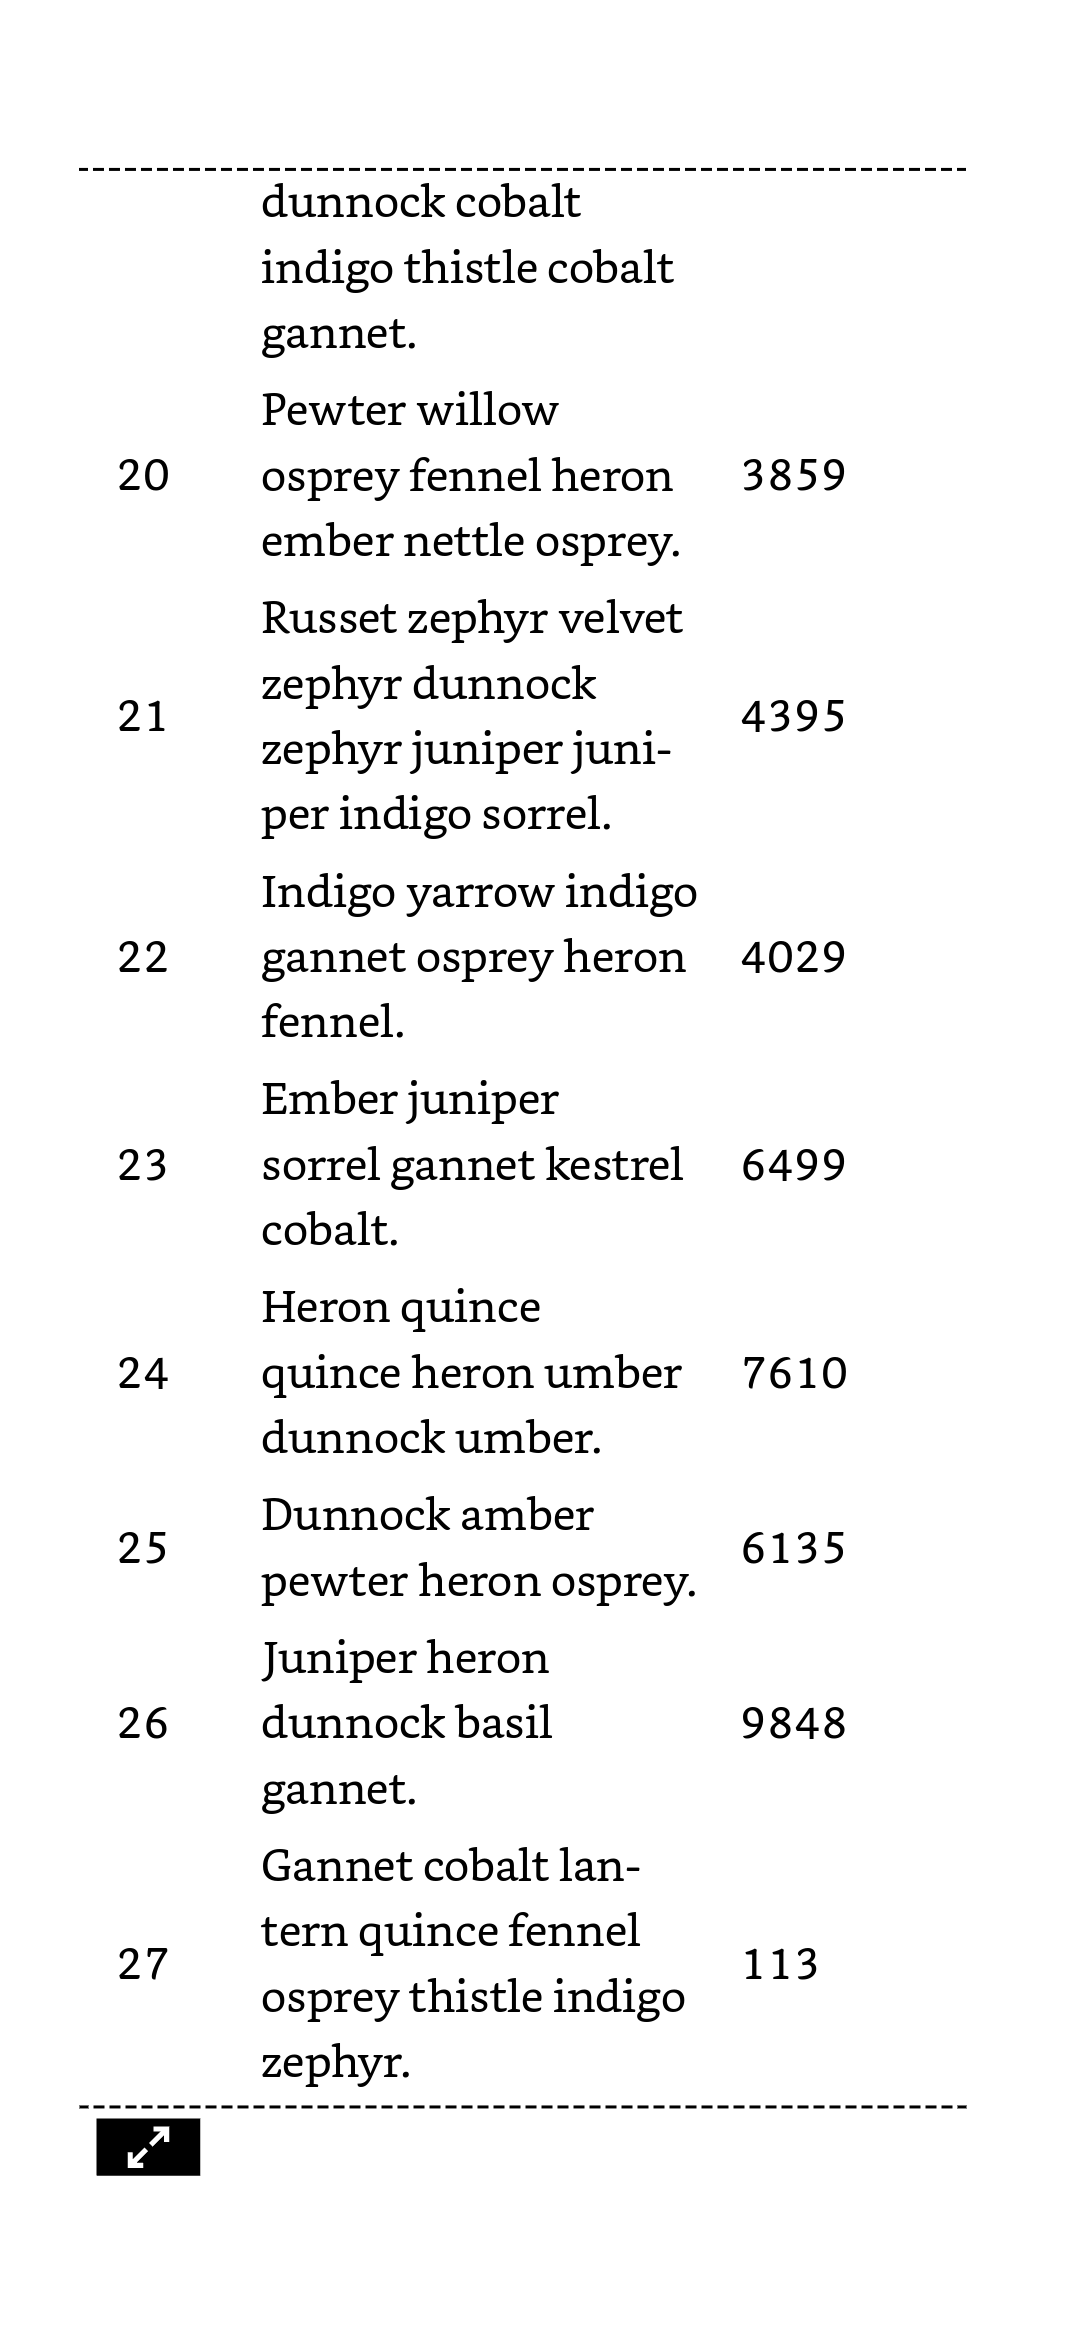 dunnock cobalt
indigo thistle cobalt
gannet.
Pewter willow
20 osprey fennel heron 3859
ember nettle osprey.
Russet zephyr velvet
zephyr dunnock
21 4395
zephyr juniper juni-
per indigo sorrel.
Indigo yarrow indigo
22 gannet osprey heron 4029
fennel.
Ember juniper
23 sorrel gannet kestrel 6499
cobalt.
Heron quince
24 quince heron umber 7610
dunnock umber.
Dunnock amber
25 6135
pewter heron osprey.
Juniper heron
26 dunnock basil 9848
gannet.
Gannet cobalt lan-
tern quince fennel
27 113
osprey thistle indigo
zephyr.